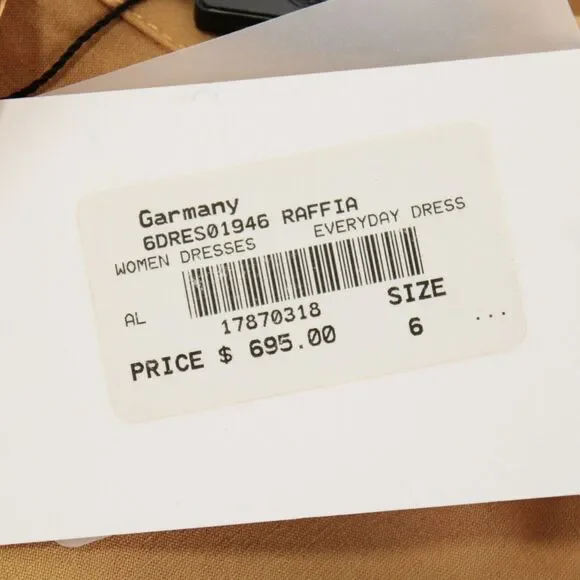 Garmany
6DRES01946 RAFFIA
WOMEN DRESSES EVERYDAY DRESS
AL
17870318
SIZE
PRICE $ 695.00 6 ...